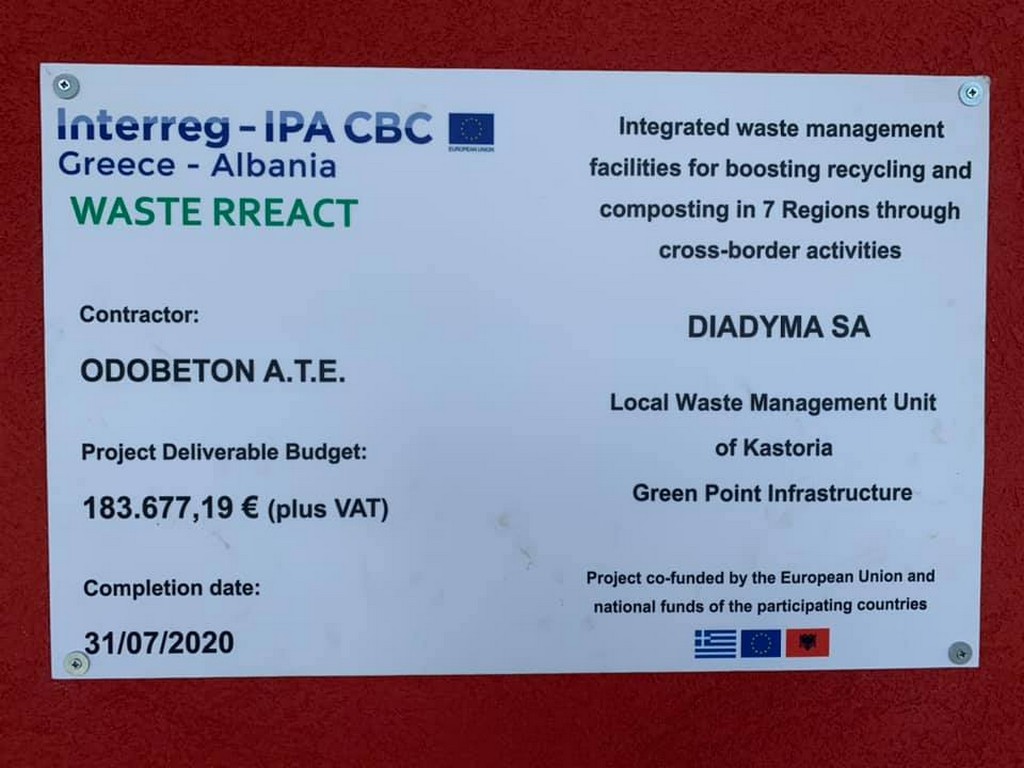 Interreg - IPA CBC
EUROPEAN UNION
Greece - Albania
WASTE RREACT
Contractor:
ODOBETON A.T.E.
Project Deliverable Budget:
183.677,19 € (plus VAT)
Completion date:
31/07/2020
Integrated waste management
facilities for boosting recycling and
composting in 7 Regions through
cross-border activities
DIADYMA SA
Local Waste Management Unit
of Kastoria
Green Point Infrastructure
Project co-funded by the European Union and
national funds of the participating countries